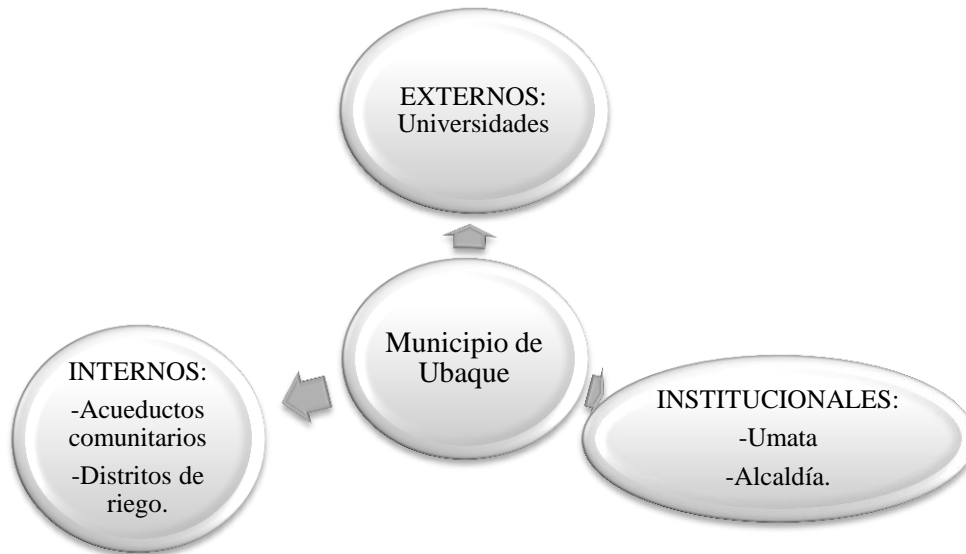 EXTERNOS:
Universidades
Municipio de
Ubaque
INTERNOS:
-Acueductos
comunitarios
-Distritos de
riego.
INSTITUCIONALES:
-Umata
-Alcaldía.